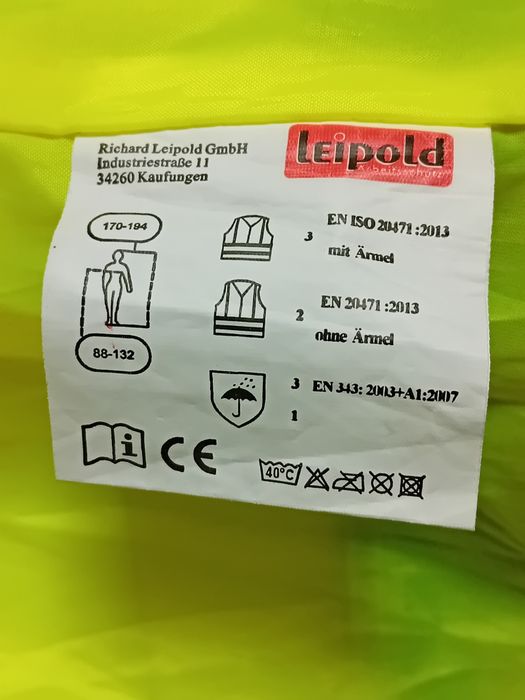 Richard Leipold GmbH
Industriestraße 11
34260 Kaufungen
Leipold
Arbeitsschutz
170-194
88-132
3 EN ISO 20471:2013
mit Ärmel
2 EN 20471:2013
ohne Ärmel
3 EN 343: 2003+A1:2007
1
i
CE
40°C